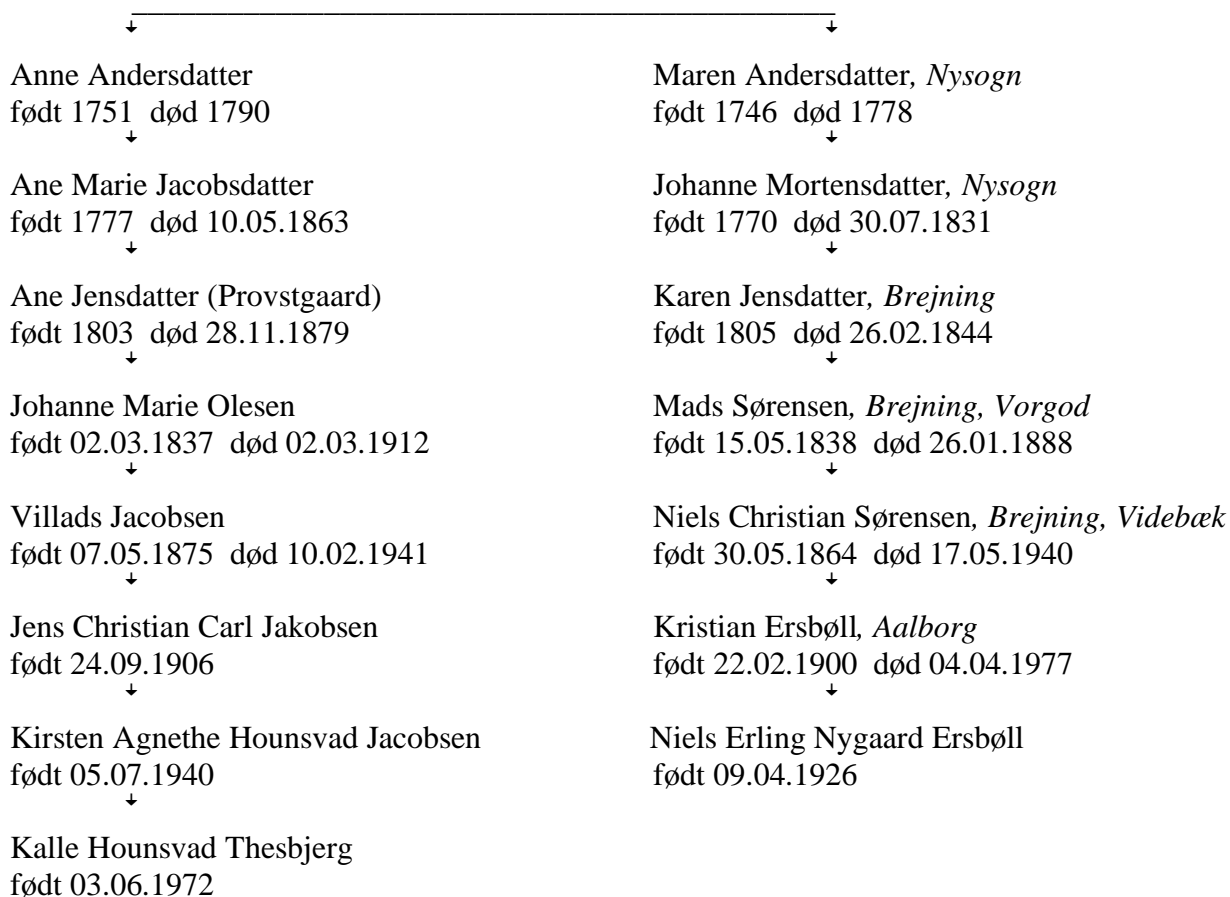 Anne Andersdatter
født 1751 død 1790
Maren Andersdatter, Nysogn
født 1746 død 1778
Ane Marie Jacobsdatter
født 1777 død 10.05.1863
Johanne Mortensdatter, Nysogn
født 1770 død 30.07.1831
Ane Jensdatter (Provstgaard)
født 1803 død 28.11.1879
Karen Jensdatter, Brejning
født 1805 død 26.02.1844
Johanne Marie Olesen
født 02.03.1837 død 02.03.1912
Mads Sørensen, Brejning, Vorgod
født 15.05.1838 død 26.01.1888
Villads Jacobsen
født 07.05.1875 død 10.02.1941
Niels Christian Sørensen, Brejning, Videbæk
født 30.05.1864 død 17.05.1940
Jens Christian Carl Jakobsen
født 24.09.1906
Kristian Ersbøll, Aalborg
født 22.02.1900 død 04.04.1977
Kirsten Agnethe Hounsvad Jacobsen
født 05.07.1940
Niels Erling Nygaard Ersbøll
født 09.04.1926
Kalle Hounsvad Thesbjerg
født 03.06.1972